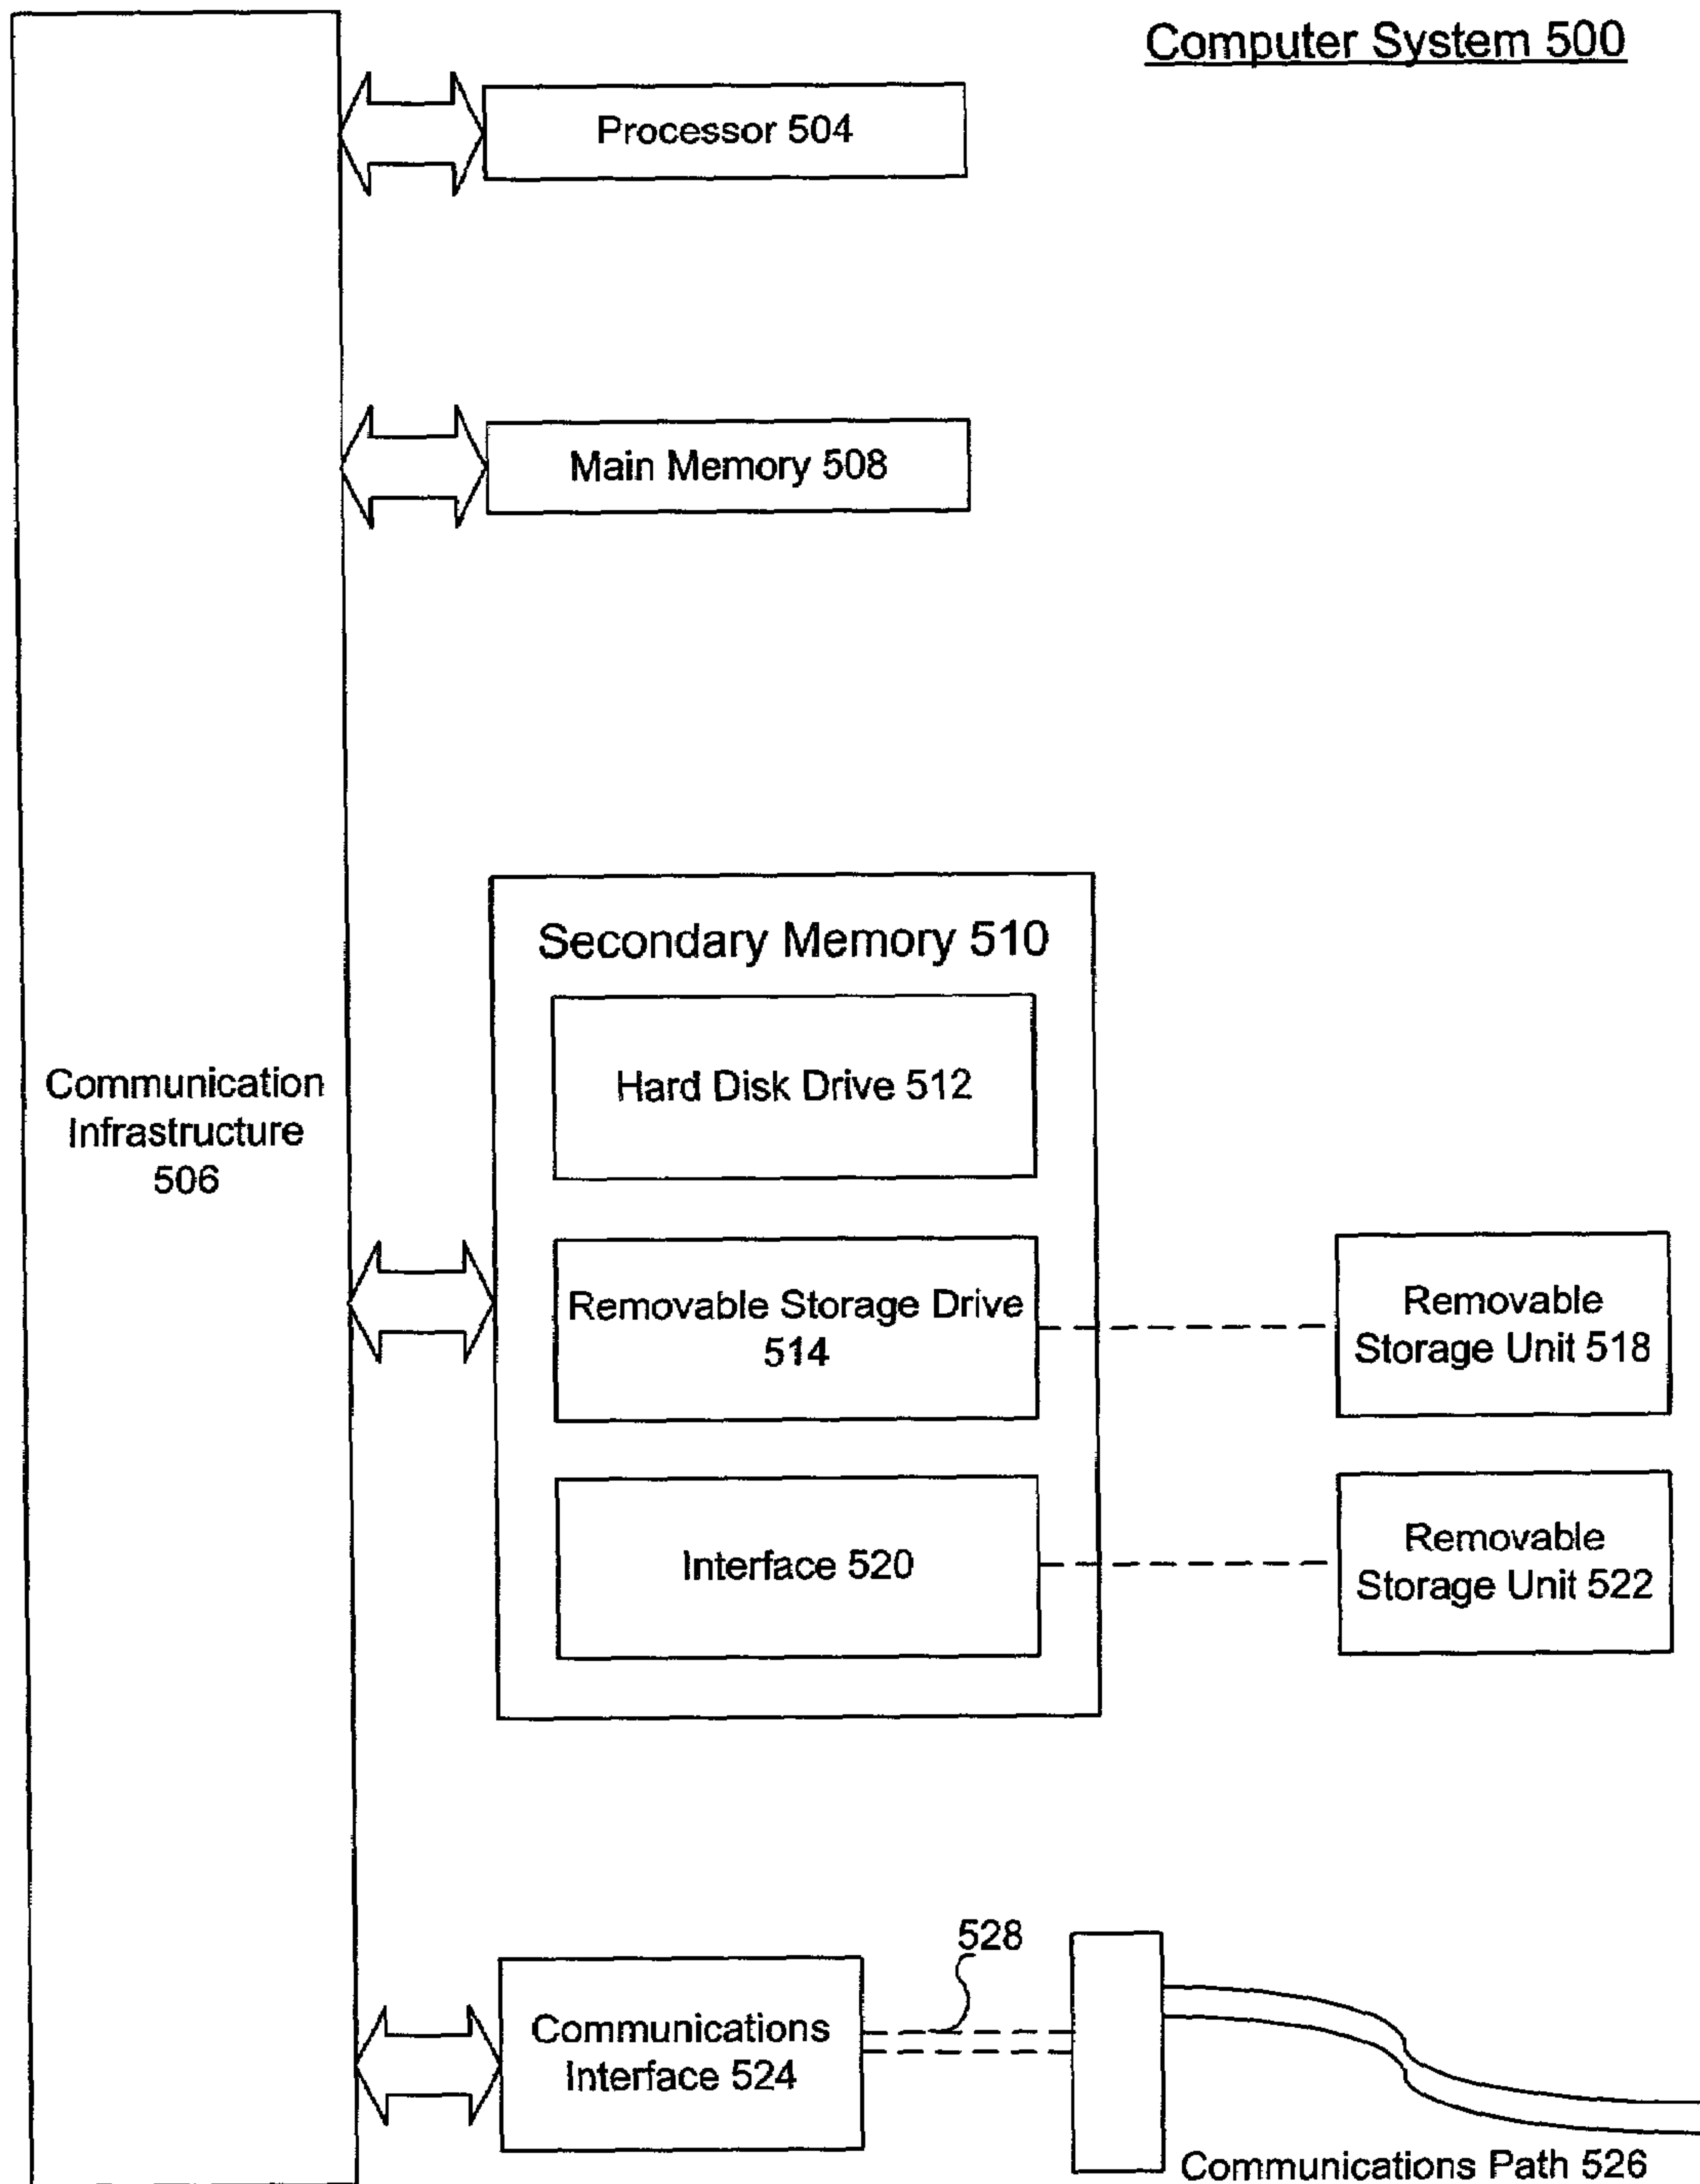 Computer System 500
Processor 504
Main Memory 508
Secondary Memory 510
Hard Disk Drive 512
Communication
Infrastructure
506
Removable Storage Drive
514
Removable
Storage Unit 518
Interface 520
Removable
Storage Unit 522
528
Communications
Interface 524
Communications Path 526